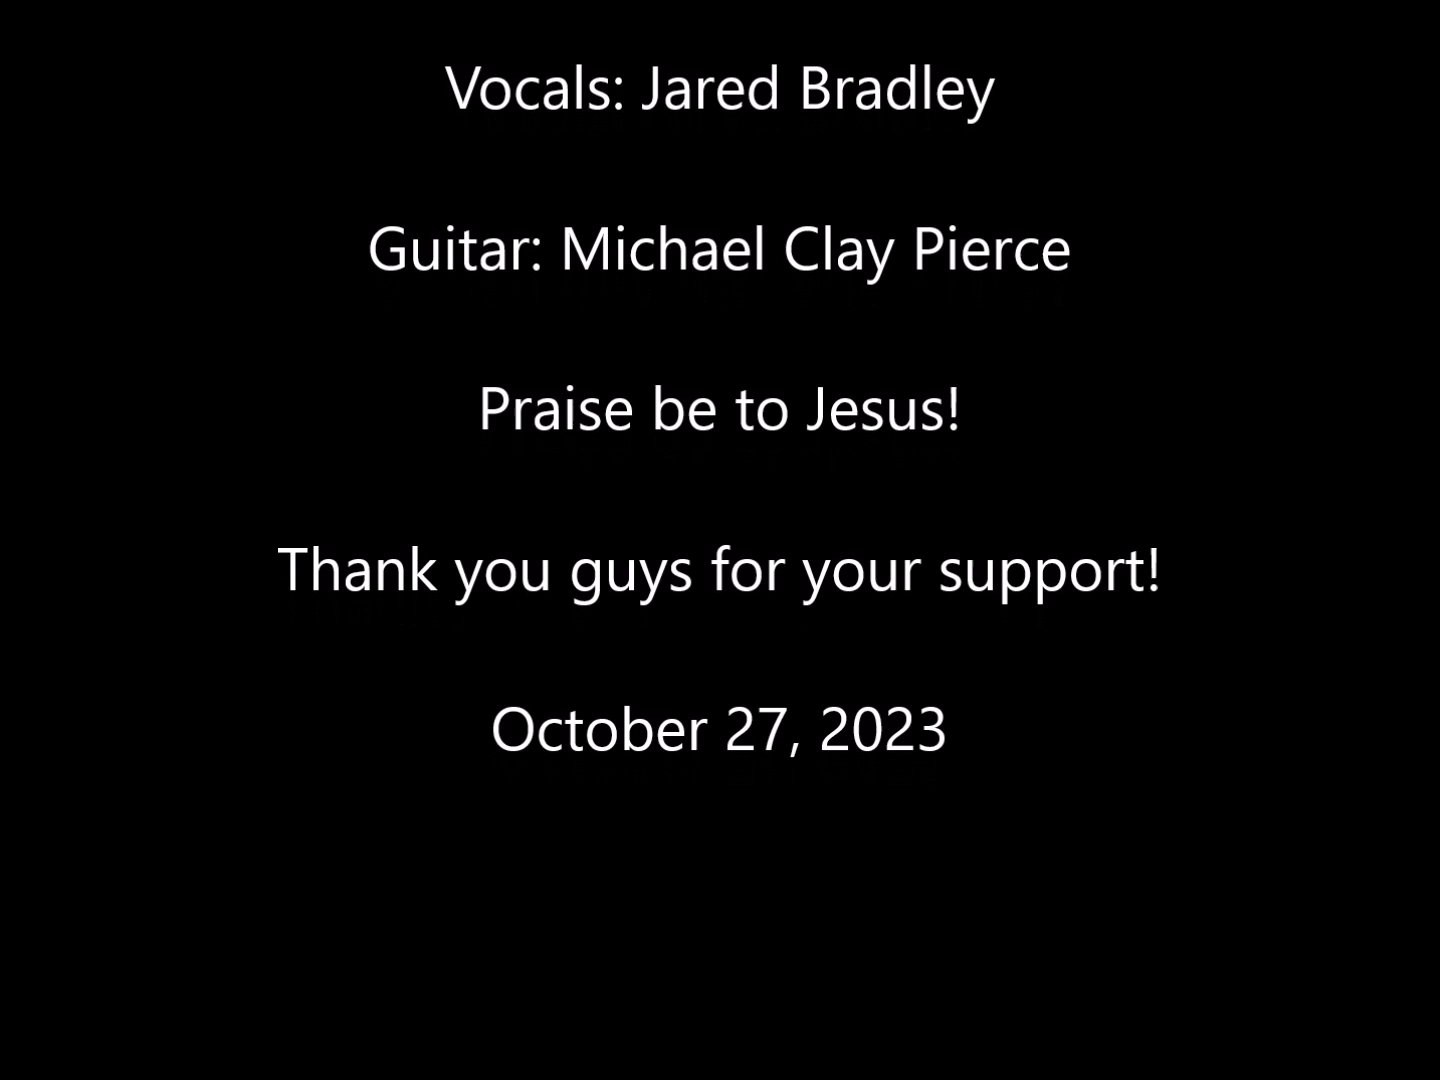 Vocals: Jared Bradley
Guitar: Michael Clay Pierce
Praise be to Jesus!
Thank you guys for your support!
October 27, 2023